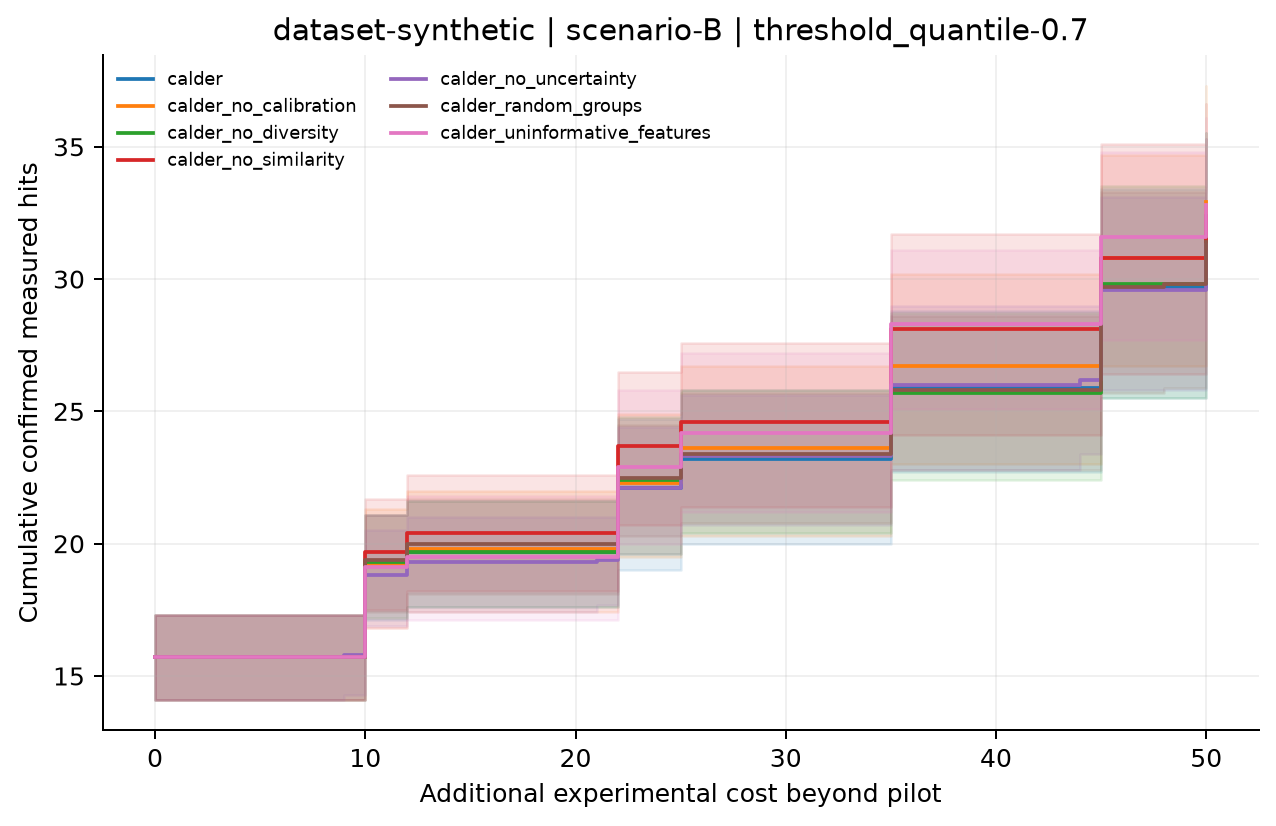 dataset-synthetic | scenario-B | threshold_quantile-0.7
calder
calder_no_calibration
calder_no_diversity
calder_no_similarity
calder_no_uncertainty
calder_random_groups
calder_uninformative_features
Cumulative confirmed measured hits
35
30
25
20
15
0 10 20 30 40 50
Additional experimental cost beyond pilot